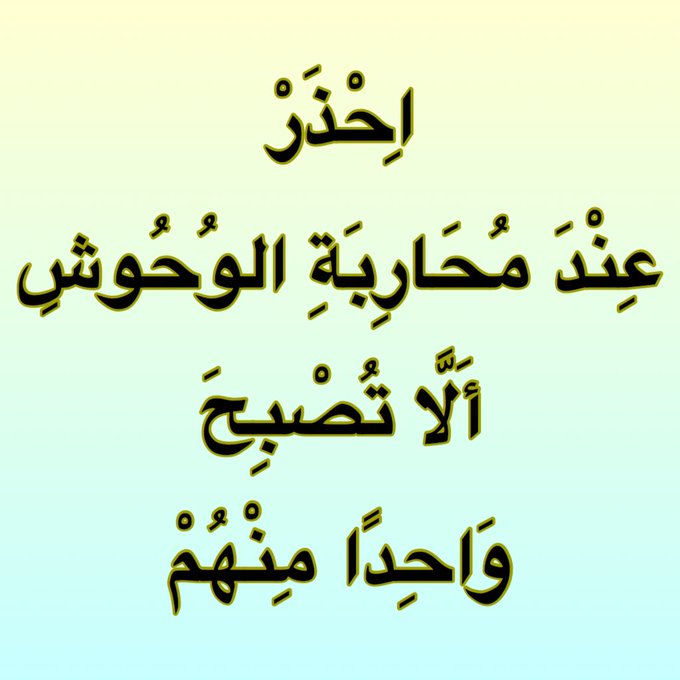 اِحْذَرْ
عِنْدَ مُحَارِبَةِ الوُحُوشِ
أَلَّا تُصْبِحَ
وَاحِدًا مِنْهُمْ